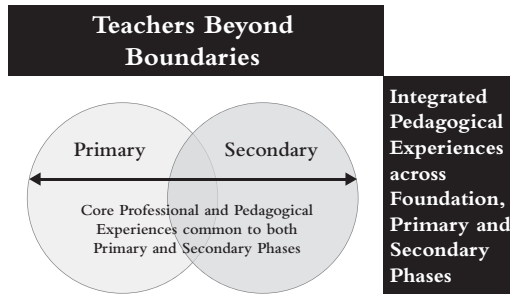 Teachers Beyond
Boundaries
Primary
Secondary
Core Professional and Pedagogical
Experiences common to both
Primary and Secondary Phases
Integrated
Pedagogical
Experiences
across
Foundation,
Primary and
Secondary
Phases